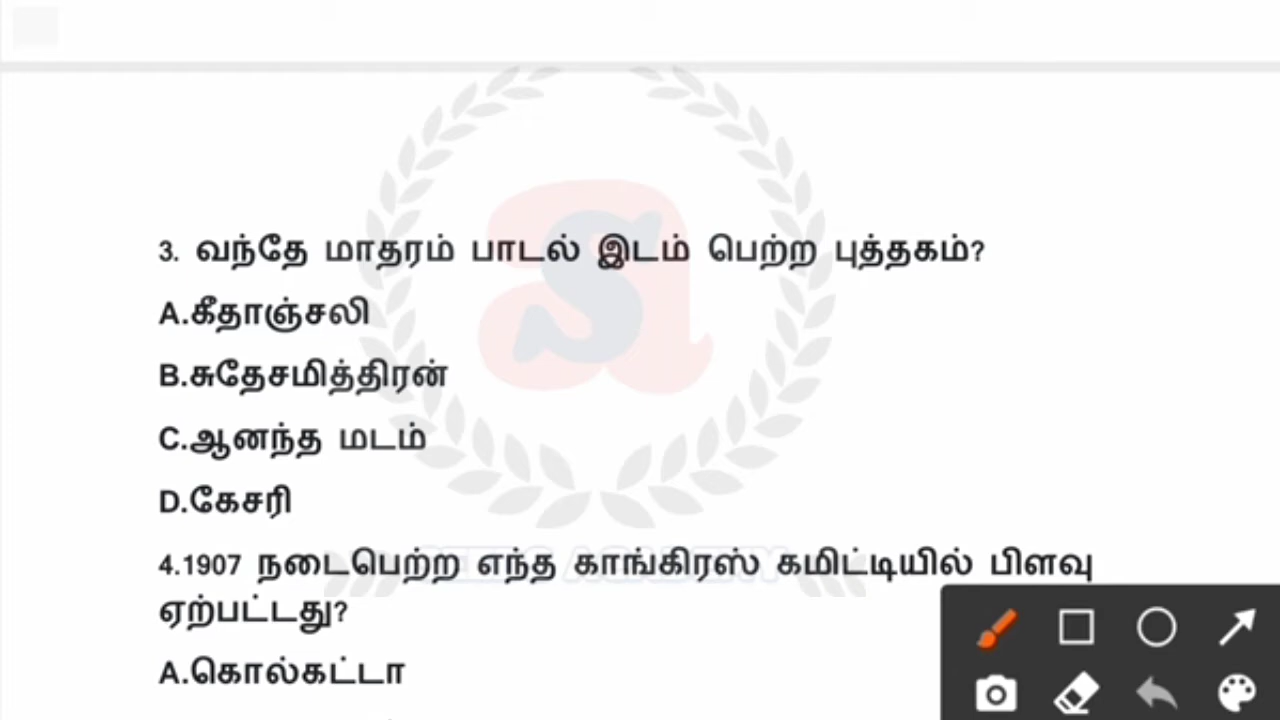 3. வந்தே மாதரம் பாடல் இடம் பெற்ற புத்தகம்?
A.கீதாஞ்சலி
B.சுதேசமித்திரன்
C.ஆனந்த மடம்
D.கேசரி
4.1907 நடைபெற்ற எந்த காங்கிரஸ் கமிட்டியில் பிளவு
ஏற்பட்டது?
A.கொல்கட்டா